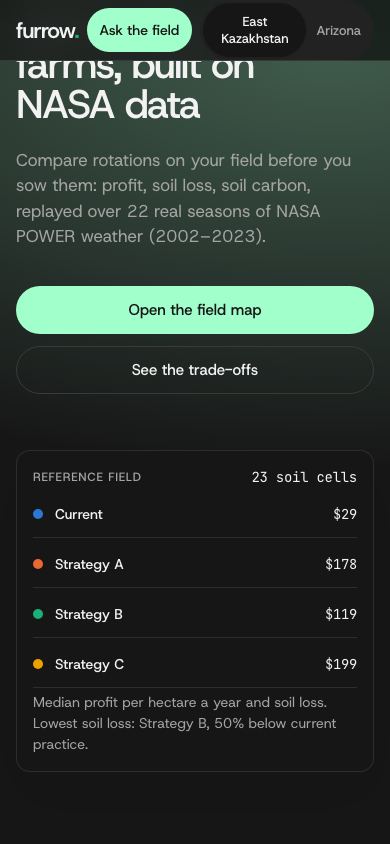 furrow.
Ask the field
East
Kazakhstan
Arizona
farms, built on
NASA data
Compare rotations on your field before you
sow them: profit, soil loss, soil carbon,
replayed over 22 real seasons of NASA
POWER weather (2002–2023).
Open the field map
See the trade-offs
REFERENCE FIELD
23 soil cells
Current
$29
Strategy A
$178
Strategy B
$119
Strategy C
$199
Median profit per hectare a year and soil loss.
Lowest soil loss: Strategy B, 50% below current
practice.